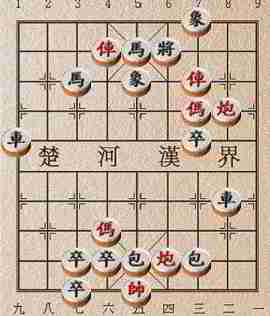 1 2 3 4 5 6 7 8 9
象
俥 馬 將
馬 象 俥
傌 炮
車 卒
楚 河 漢 界
車
傌
卒 卒 包 炮 包
卒 帥
九 八 七 六 五 四 三 二 一